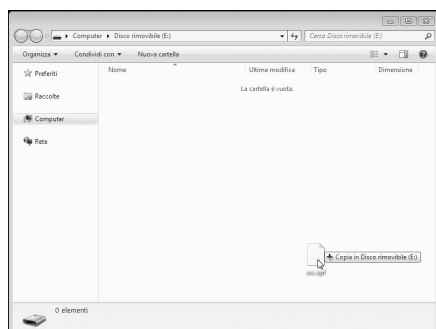 Computer ▸ Disco rimovibile (E:)
Cerca Disco rimovibile (E:)
Organizza ▾ Condividi con ▾ Nuova cartella
Nome Ultima modifica Tipo Dimensione
Preferiti
La cartella è vuota.
Raccolte
Computer
Rete
Copia in Disco rimovibile (E:)
0 elementi